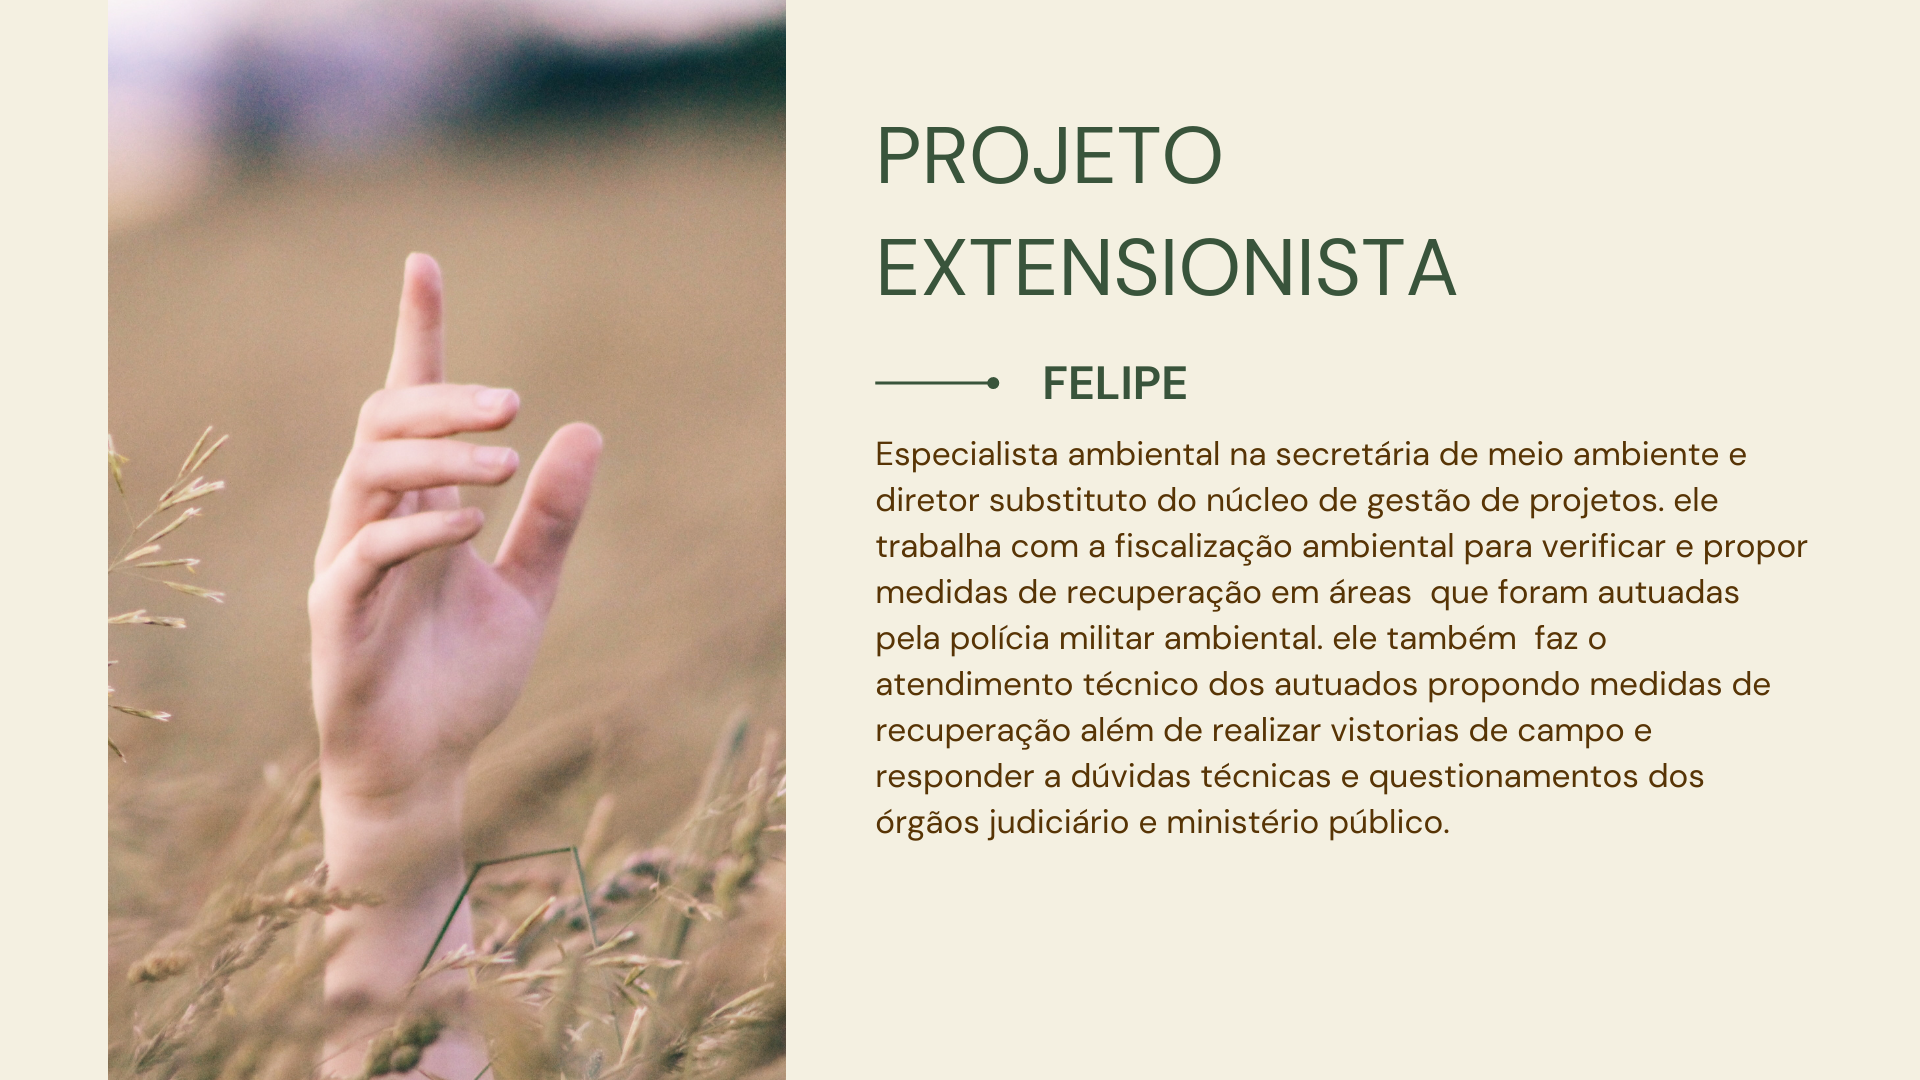 PROJETO
EXTENSIONISTA
FELIPE
Especialista ambiental na secretária de meio ambiente e
diretor substituto do núcleo de gestão de projetos. ele
trabalha com a fiscalização ambiental para verificar e propor
medidas de recuperação em áreas  que foram autuadas
pela polícia militar ambiental. ele também  faz o
atendimento técnico dos autuados propondo medidas de
recuperação além de realizar vistorias de campo e
responder a dúvidas técnicas e questionamentos dos
órgãos judiciário e ministério público.